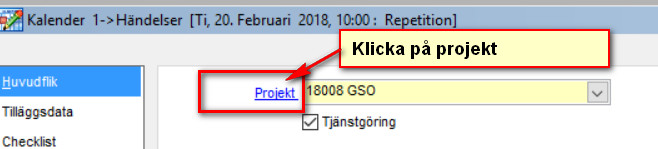 Kalender 1->Händelser [Ti, 20. Februari 2018, 10:00 : Repetition]
Klicka på projekt
Huvudflik
Projekt
18008 GSO
Tilläggsdata
Tjänstgöring
Checklist